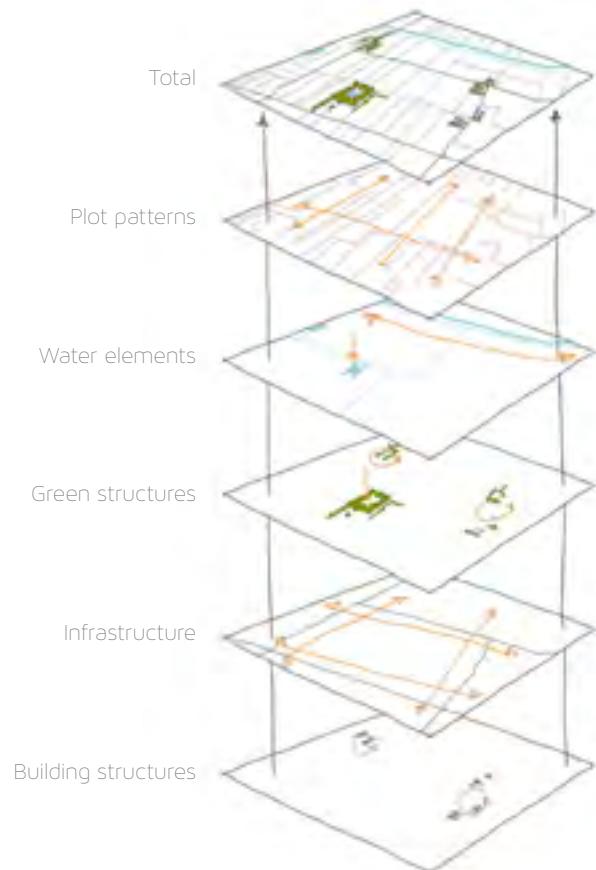 Total
Plot patterns
Water elements
Green structures
Infrastructure
Building structures